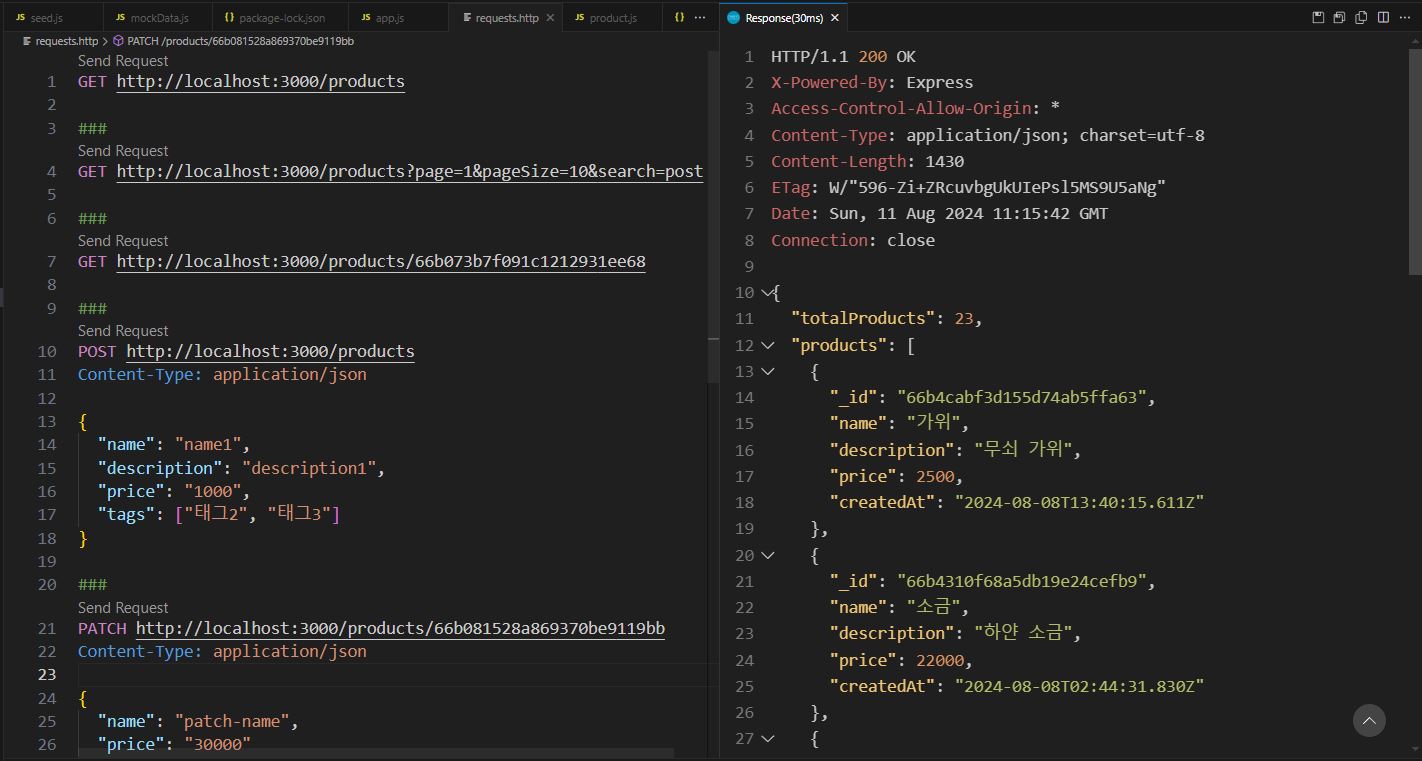 seed.js
mockData.js
package-lock.json
app.js
requests.http
product.js
requests.http > PATCH /products/66b081528a869370be9119bb
Send Request
1 GET http://localhost:3000/products
2
3 ###
Send Request
4 GET http://localhost:3000/products?page=1&pageSize=10&search=post
5
6 ###
Send Request
7 GET http://localhost:3000/products/66b073b7f091c1212931ee68
8
9 ###
Send Request
10 POST http://localhost:3000/products
11 Content-Type: application/json
12
13 {
14 "name": "name1",
15 "description": "description1",
16 "price": "1000",
17 "tags": ["태그2", "태그3"]
18 }
19
20 ###
Send Request
21 PATCH http://localhost:3000/products/66b081528a869370be9119bb
22 Content-Type: application/json
23
24 {
25 "name": "patch-name",
26 "price": "30000"
Response(30ms)
1 HTTP/1.1 200 OK
2 X-Powered-By: Express
3 Access-Control-Allow-Origin: *
4 Content-Type: application/json; charset=utf-8
5 Content-Length: 1430
6 ETag: W/"596-Zi+ZRcuvbgUkUIePsl5MS9U5aNg"
7 Date: Sun, 11 Aug 2024 11:15:42 GMT
8 Connection: close
9
10 {
11 "totalProducts": 23,
12 "products": [
13 {
14 "_id": "66b4cabf3d155d74ab5ffa63",
15 "name": "가위",
16 "description": "무쇠 가위",
17 "price": 2500,
18 "createdAt": "2024-08-08T13:40:15.611Z"
19 },
20 {
21 "_id": "66b4310f68a5db19e24cefb9",
22 "name": "소금",
23 "description": "하얀 소금",
24 "price": 22000,
25 "createdAt": "2024-08-08T02:44:31.830Z"
26 },
27 {